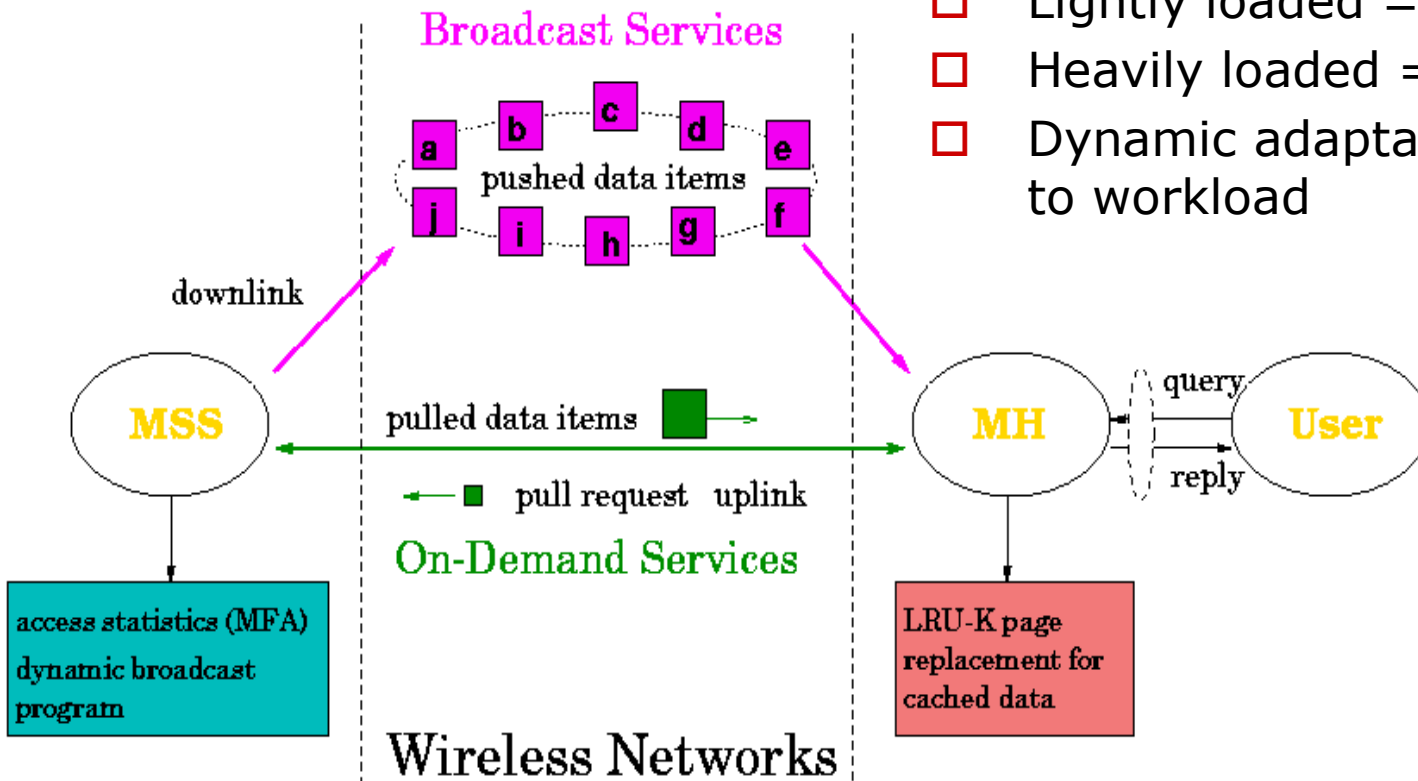 Broadcast Services
a
b
c
d
e
pushed data items
j
i
h
g
f
Lightly loaded =
Heavily loaded =
Dynamic
to workload
downlink
MSS
pulled data items
MH
query
reply
User
pull request uplink
On-Demand Services
access statistics (MFA)
dynamic broadcast
program
LRU-K page
replacement for
cached data
Wireless Networks